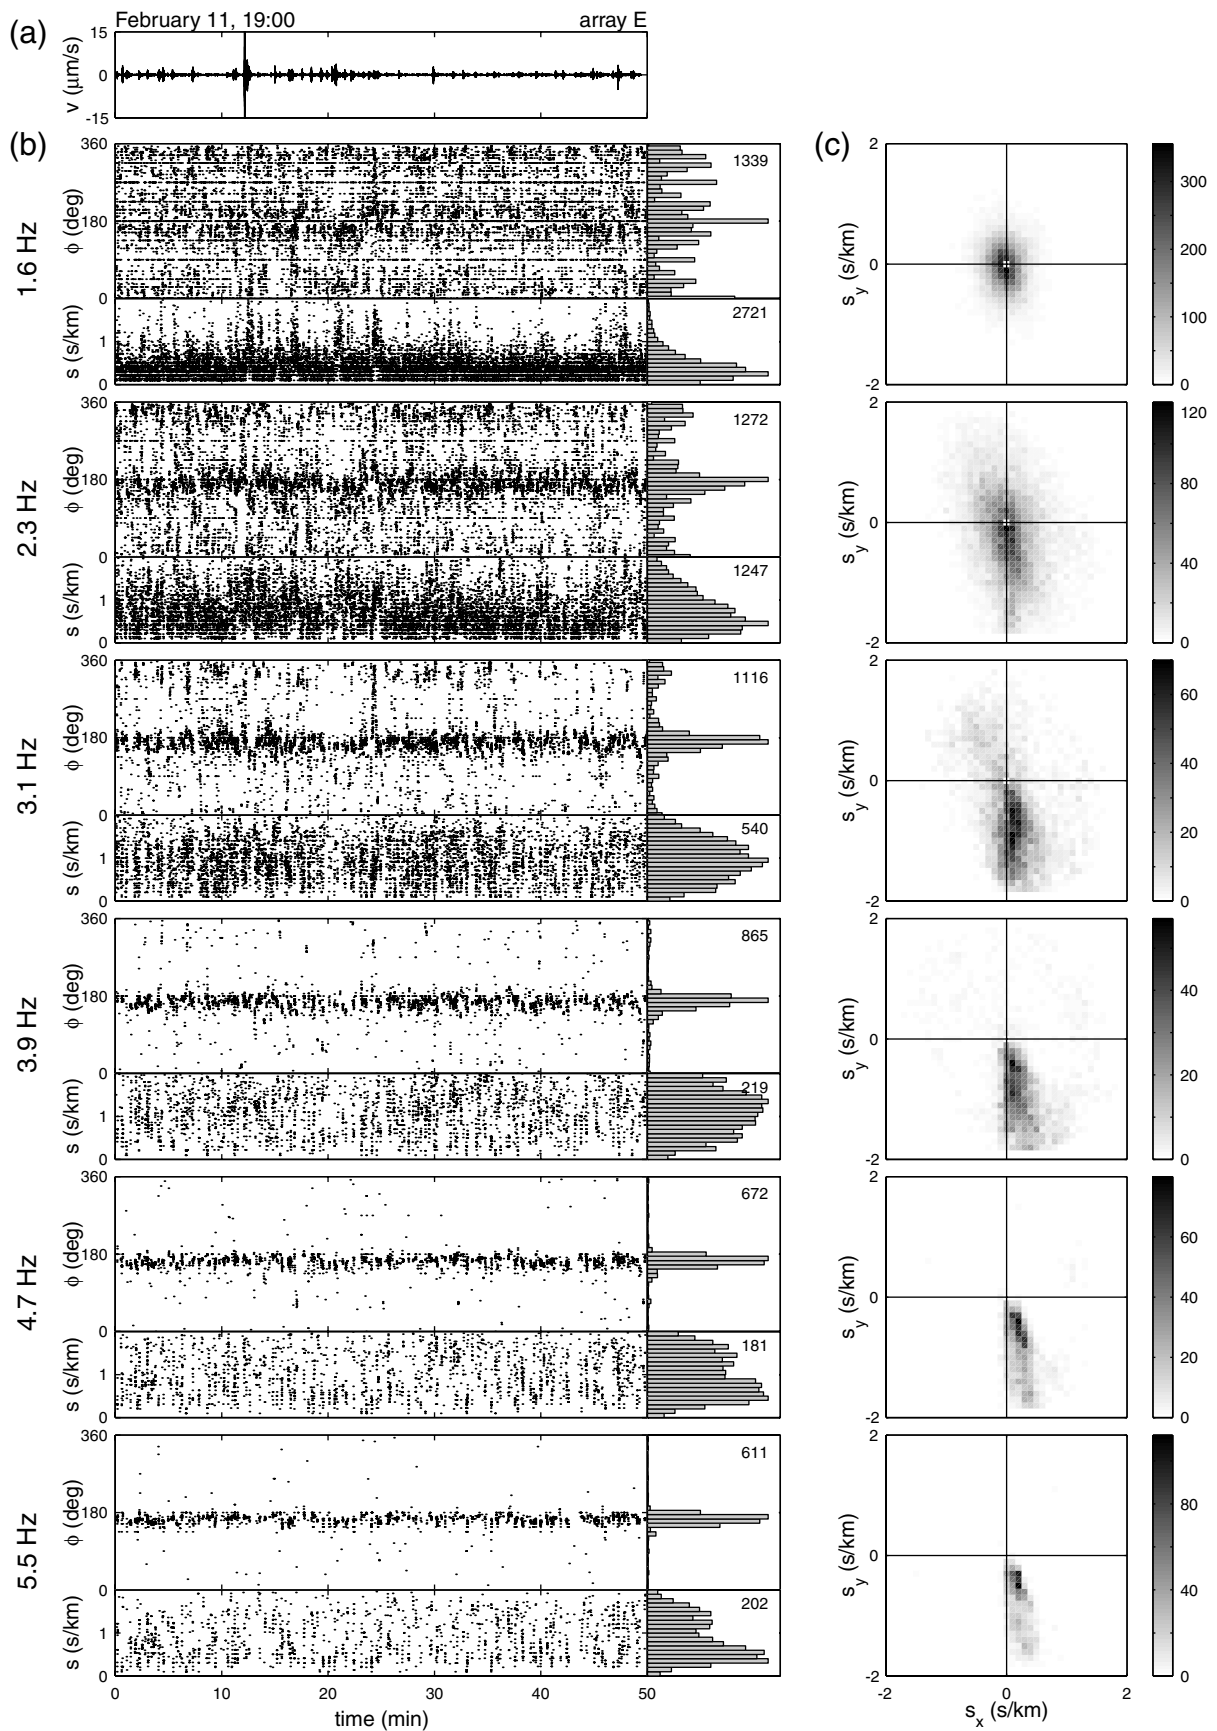 (a)
February 11, 19:00 array E
15
0
-15
v (μm/s)
(b)
(c)
1.6 Hz
360
180
0
ϕ (deg)
1339
1
0
s (s/km)
2721
2
0
-2
s_y (s/km)
300
200
100
0
2.3 Hz
360
180
0
ϕ (deg)
1272
1
0
s (s/km)
1247
2
0
-2
s_y (s/km)
120
80
40
0
3.1 Hz
360
180
0
ϕ (deg)
1116
1
0
s (s/km)
540
2
0
-2
s_y (s/km)
60
40
20
0
3.9 Hz
360
180
0
ϕ (deg)
865
1
0
s (s/km)
219
2
0
-2
s_y (s/km)
40
20
0
4.7 Hz
360
180
0
ϕ (deg)
672
1
0
s (s/km)
181
2
0
-2
s_y (s/km)
60
40
20
0
5.5 Hz
360
180
0
ϕ (deg)
611
1
0
s (s/km)
202
2
0
-2
s_y (s/km)
80
40
0
0 10 20 30 40 50
time (min)
-2 0 2
s_x (s/km)